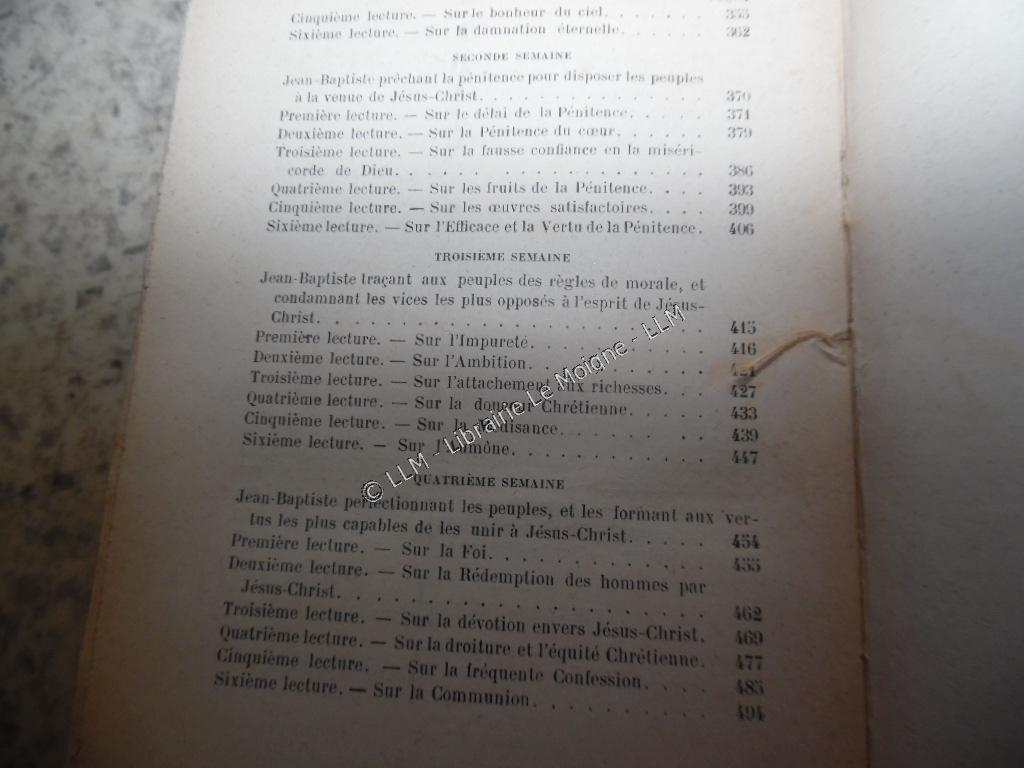 Cinquième lecture. — Sur le bonheur du ciel. . . . . . . 355
Sixième lecture. — Sur la damnation éternelle. . . . . . 362
SECONDE SEMAINE
Jean-Baptiste prêchant la pénitence pour disposer les peuples
à la venue de Jésus-Christ. . . . . . . . . . . . . 370
Première lecture. — Sur le délai de la Pénitence. . . . . 371
Deuxième lecture. — Sur la Pénitence du cœur. . . . . . 379
Troisième lecture. — Sur la fausse confiance en la miséri-
corde de Dieu. . . . . . . . . . . . . . . . 386
Quatrième lecture. — Sur les fruits de la Pénitence. . . . 393
Cinquième lecture. — Sur les œuvres satisfactoires. . . . 399
Sixième lecture. — Sur l'Efficace et la Vertu de la Pénitence. 406
TROISIÈME SEMAINE
Jean-Baptiste traçant aux peuples des règles de morale, et
condamnant les vices les plus opposés à l'esprit de Jésus-
Christ. . . . . . . . . . . . . . . . . . . . 415
Première lecture. — Sur l'Impureté. . . . . . . . . 416
Deuxième lecture. — Sur l'Ambition. . . . . . . . . 421
Troisième lecture. — Sur l'attachement aux richesses. . . 427
Quatrième lecture. — Sur la douceur Chrétienne. . . . . 433
Cinquième lecture. — Sur la Médisance. . . . . . . 439
Sixième lecture. — Sur l'Aumône. . . . . . . . . . 447
QUATRIÈME SEMAINE
Jean-Baptiste perfectionnant les peuples, et les formant aux ver-
tus les plus capables de les unir à Jésus-Christ. . . . . 454
Première lecture. — Sur la Foi. . . . . . . . . . . 455
Deuxième lecture. — Sur la Rédemption des hommes par
Jésus-Christ. . . . . . . . . . . . . . . . . . 462
Troisième lecture. — Sur la dévotion envers Jésus-Christ. 469
Quatrième lecture. — Sur la droiture et l'équité Chrétienne. 477
Cinquième lecture. — Sur la fréquente Confession. . . . 485
Sixième lecture. — Sur la Communion. . . . . . . . 494
© LLM - Librairie Le Moigne - LLM